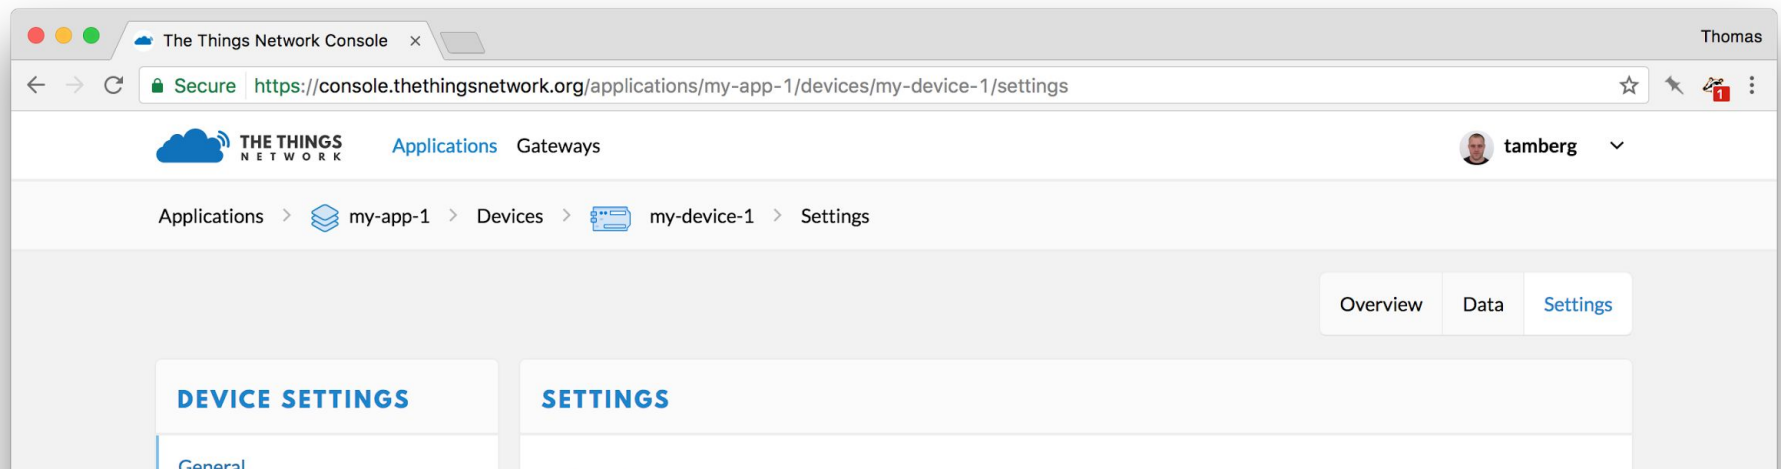 The Things Network Console
Thomas
Secure https://console.thethingsnetwork.org/applications/my-app-1/devices/my-device-1/settings
1
THE THINGS
NETWORK
Applications Gateways
tamberg
Applications > my-app-1 > Devices > my-device-1 > Settings
Overview Data Settings
DEVICE SETTINGS
SETTINGS
General